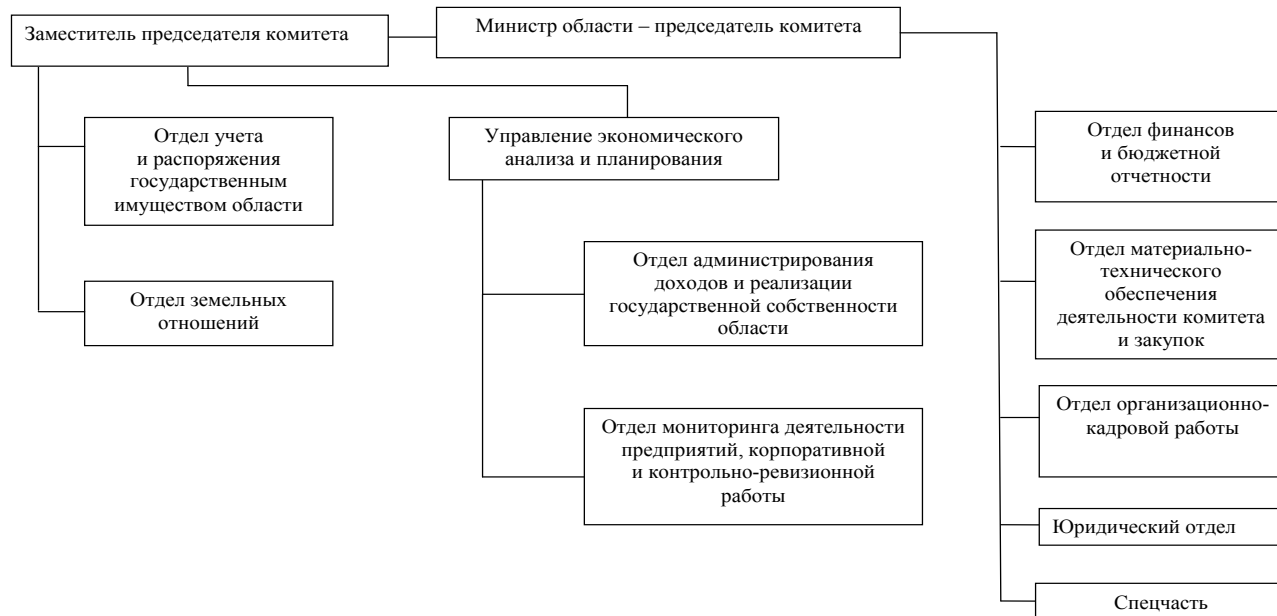 Заместитель председателя комитета
Министр области – председатель комитета
Отдел учета
и распоряжения
государственным
имуществом области
Управление экономического
анализа и планирования
Отдел финансов
и бюджетной
отчетности
Отдел администрирования
доходов и реализации
государственной собственности
области
Отдел материально-
технического
обеспечения
деятельности комитета
и закупок
Отдел земельных
отношений
Отдел мониторинга деятельности
предприятий, корпоративной
и контрольно-ревизионной
работы
Отдел организационно-
кадровой работы
Юридический отдел
Спецчасть